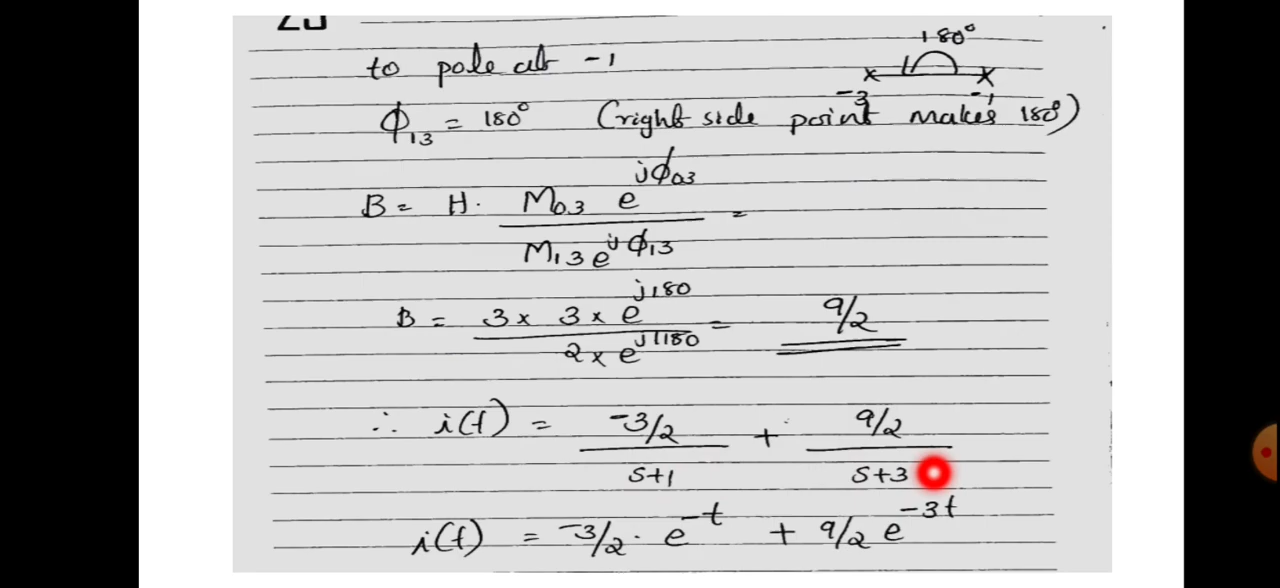 180°
to pole at -1
-3 -1
Φ13 = 180° (right side point makes 180°)
B = H. M03 e^jΦ03 / M13 e^jΦ13 =
B = 3 x 3 x e^j180 / 2 x e^j180 = 9/2
∴ i(t) = -3/2 / s+1 + 9/2 / s+3
i(t) = -3/2 . e^-t + 9/2 e^-3t